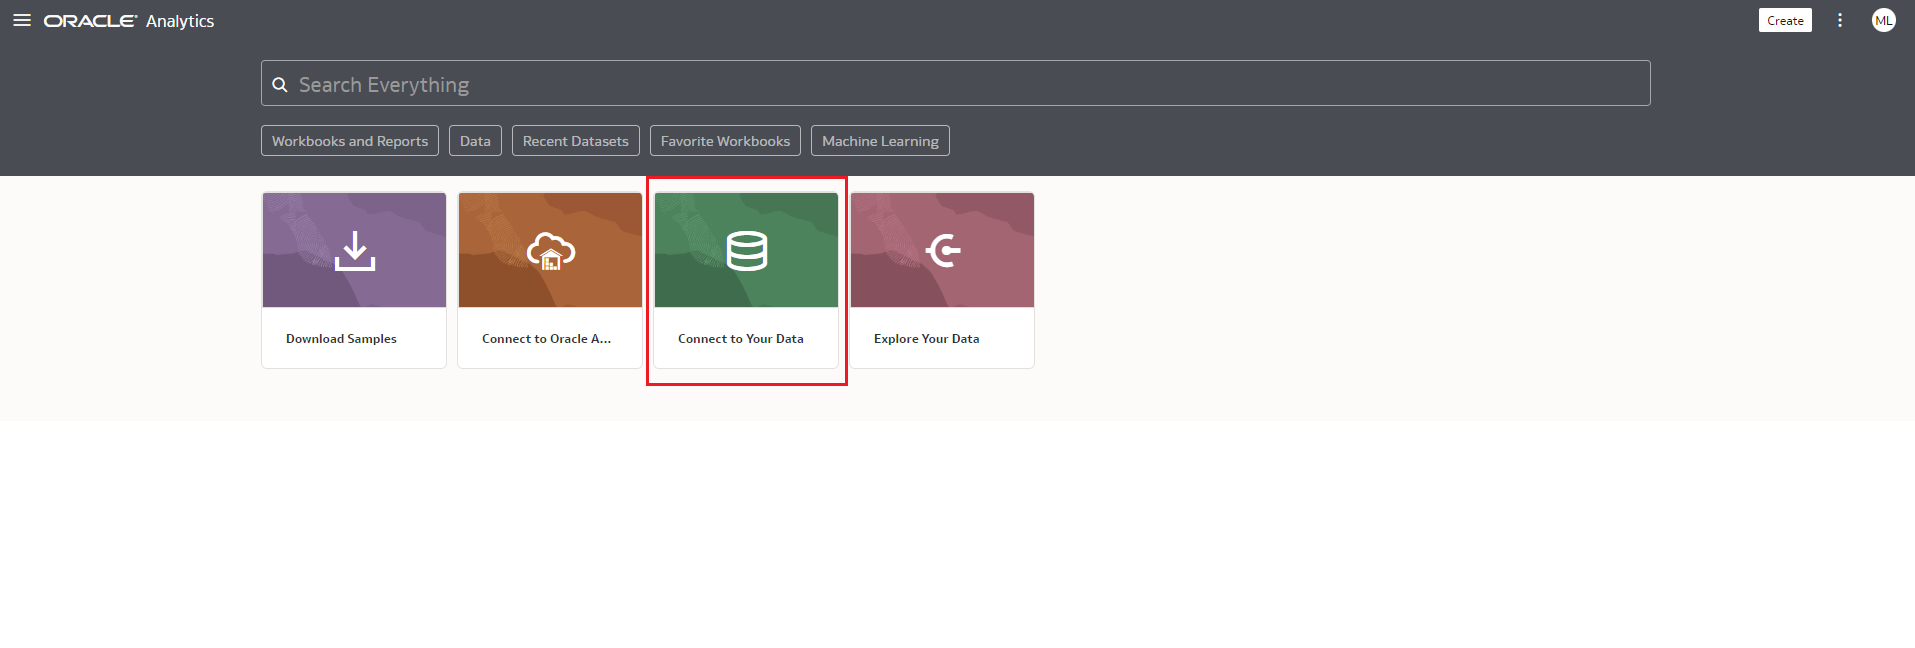 ORACLE Analytics
Create
ML
Search Everything
Workbooks and Reports
Data
Recent Datasets
Favorite Workbooks
Machine Learning
Download Samples
Connect to Oracle A...
Connect to Your Data
Explore Your Data